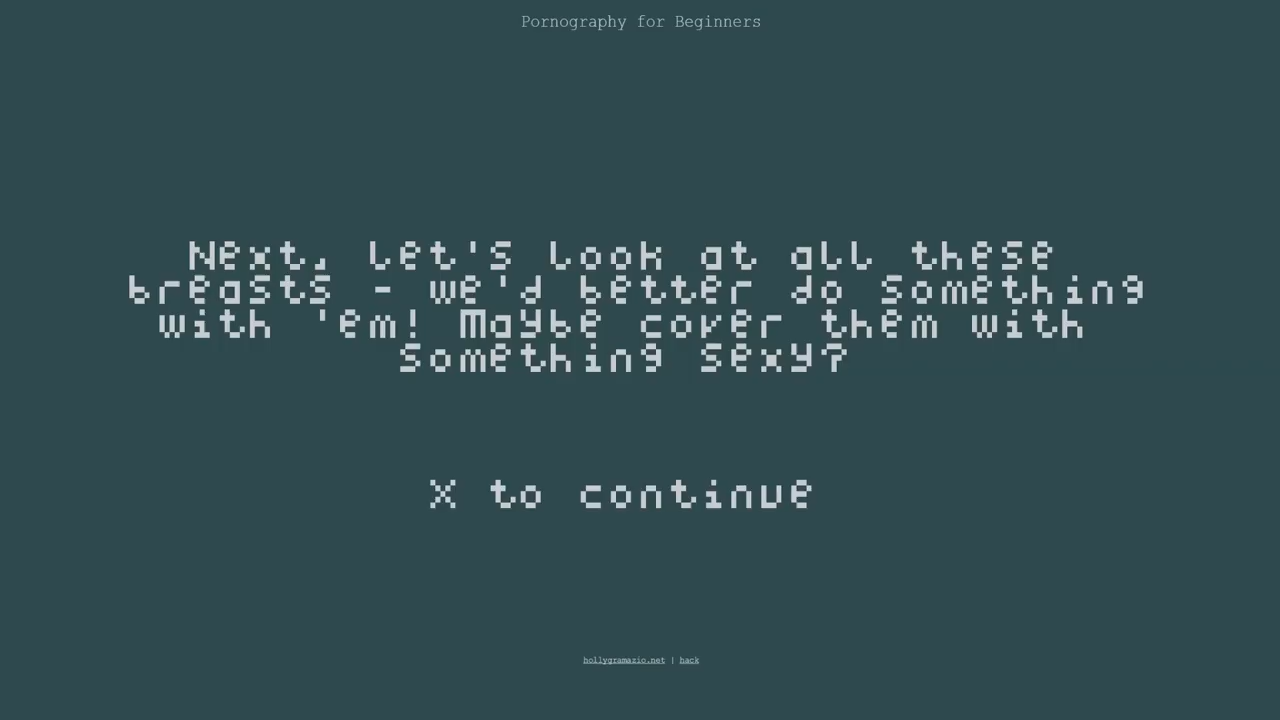 Pornography for Beginners
Next, let's look at all these
breasts - we'd better do something
with 'em! Maybe cover them with
something sexy?
X to continue
hollygramazio.net | hack